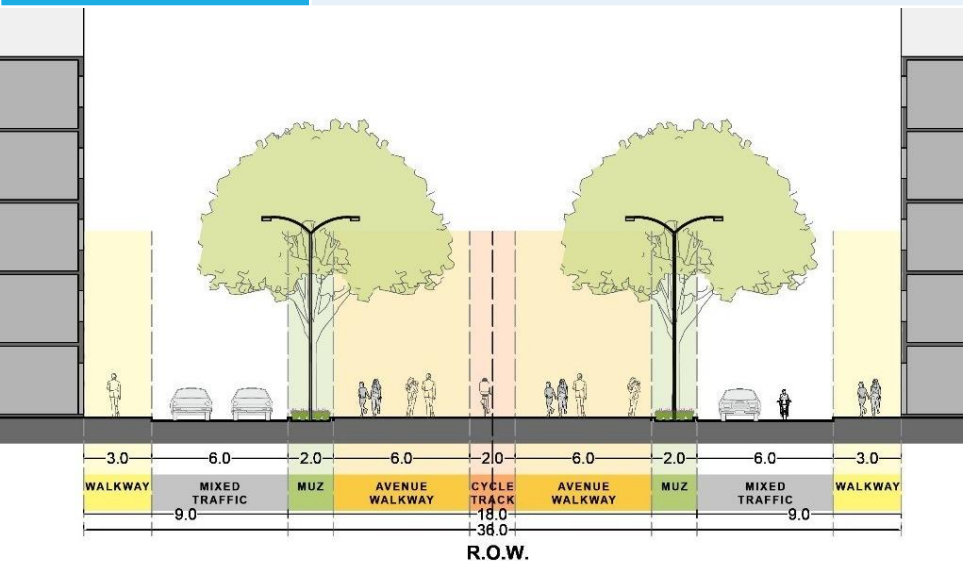 3.0 6.0 2.0 6.0 2.0 6.0 2.0 6.0 3.0
WALKWAY MIXED TRAFFIC MUZ AVENUE WALKWAY CYCLE TRACK AVENUE WALKWAY MUZ MIXED TRAFFIC WALKWAY
9.0 18.0 9.0
36.0
R.O.W.